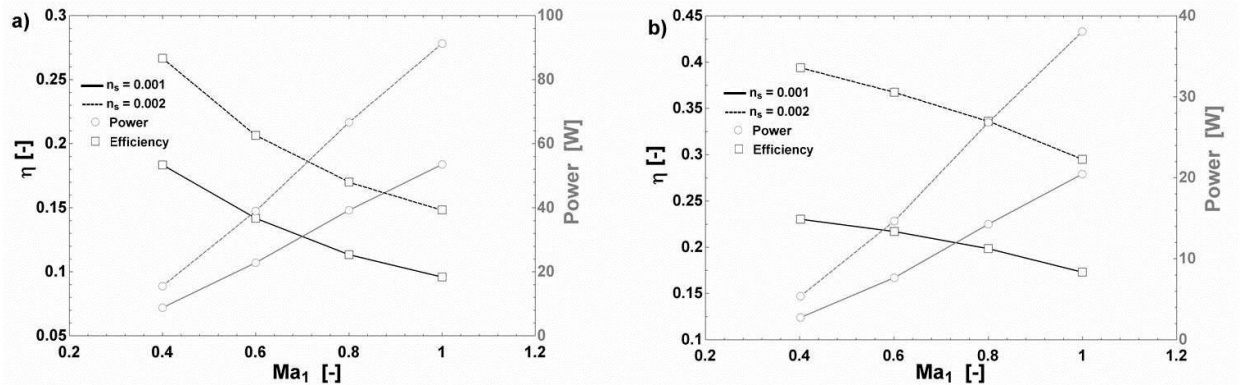 a)
0.3
0.25
0.2
0.15
0.1
0.05
η [-]
n_s = 0.001
n_s = 0.002
Power
Efficiency
100
80
60
40
20
0
Power [W]
0.2 0.4 0.6 0.8 1 1.2
Ma₁ [-]
b)
0.45
0.4
0.35
0.3
0.25
0.2
0.15
0.1
η [-]
n_s = 0.001
n_s = 0.002
Power
Efficiency
40
30
20
10
0
Power [W]
0.2 0.4 0.6 0.8 1 1.2
Ma₁ [-]